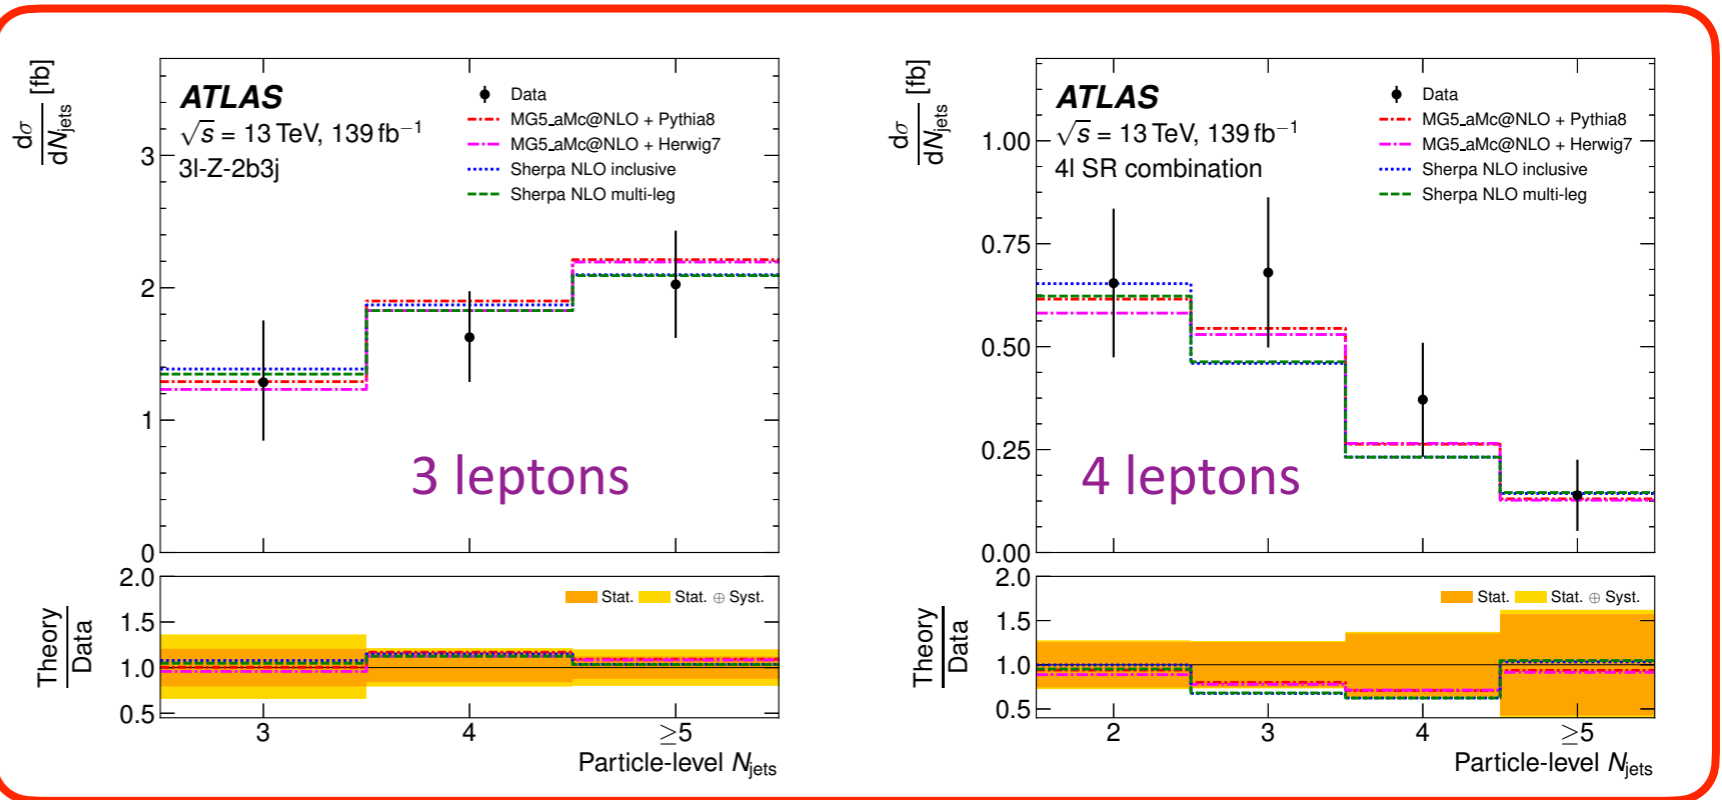 dσ
dN_jets [fb]
ATLAS
√s = 13 TeV, 139 fb⁻¹
3l-Z-2b3j
Data
MG5_aMc@NLO + Pythia8
MG5_aMc@NLO + Herwig7
Sherpa NLO inclusive
Sherpa NLO multi-leg
3
2
1
0
3 leptons
Theory
Data
2.0
1.5
1.0
0.5
Stat. Stat. ⊕ Syst.
3 4 ≥5
Particle-level N_jets
dσ
dN_jets [fb]
ATLAS
√s = 13 TeV, 139 fb⁻¹
4l SR combination
Data
MG5_aMc@NLO + Pythia8
MG5_aMc@NLO + Herwig7
Sherpa NLO inclusive
Sherpa NLO multi-leg
1.00
0.75
0.50
0.25
0.00
4 leptons
Theory
Data
2.0
1.5
1.0
0.5
Stat. Stat. ⊕ Syst.
2 3 4 ≥5
Particle-level N_jets